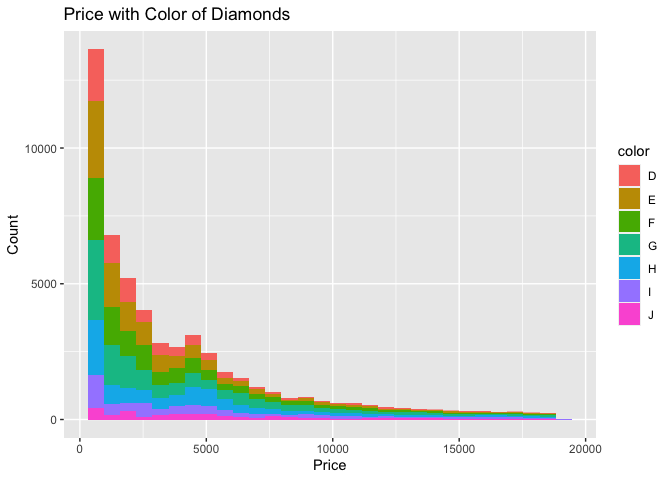 Price with Color of Diamonds
Count
10000
5000
0
0
5000
10000
15000
20000
Price
color
D
E
F
G
H
I
J